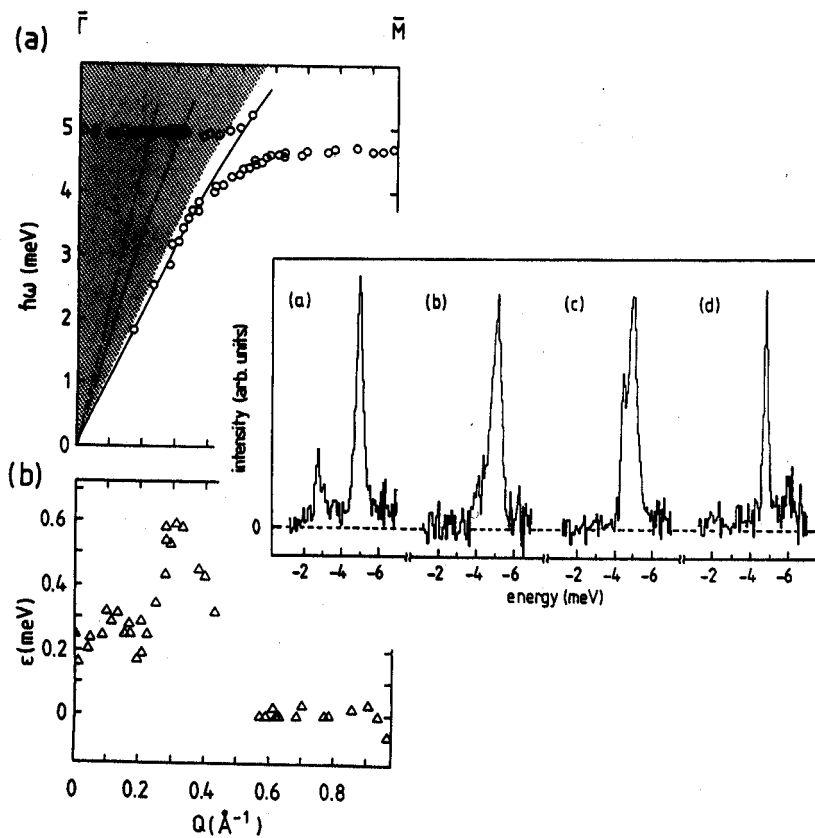 Γ̄ M̄
(a)
ħω (meV)
5
4
3
2
1
0
intensity (arb. units)
(a) (b) (c) (d)
0
-2 -4 -6 -2 -4 -6 -2 -4 -6 -2 -4 -6
energy (meV)
(b)
ε(meV)
0.6
0.4
0.2
0
0 0.2 0.4 0.6 0.8
Q(Å⁻¹)